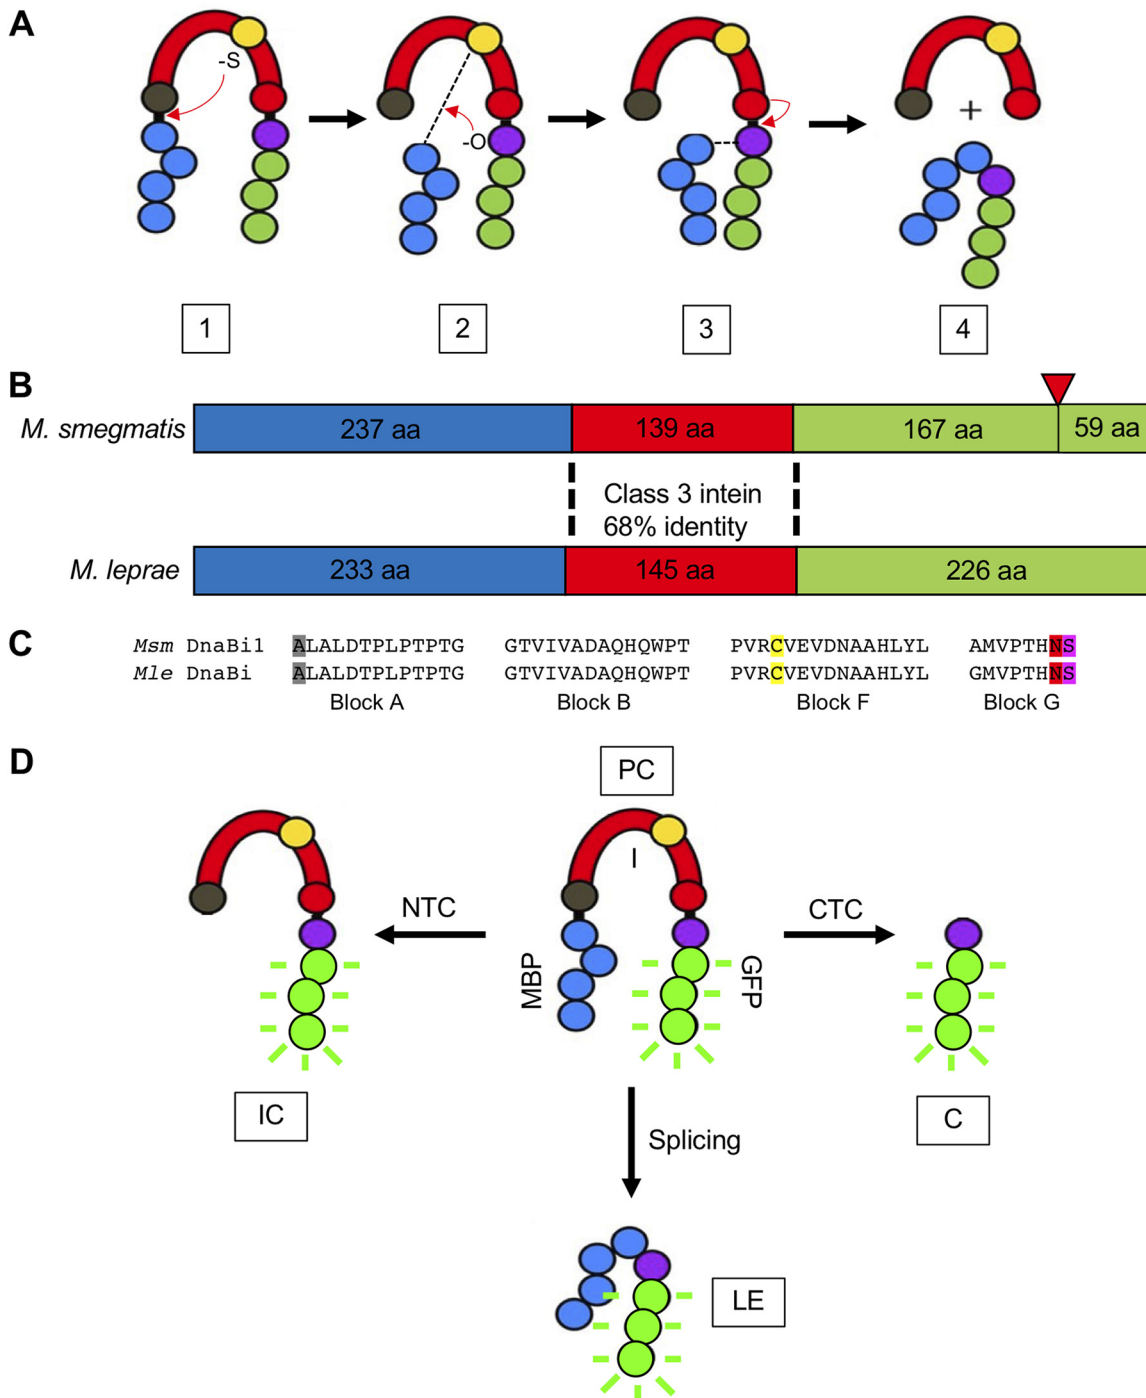 A
-S
-O
+
1
2
3
4
B
M. smegmatis
237 aa
139 aa
167 aa
59 aa
Class 3 intein
68% identity
M. leprae
233 aa
145 aa
226 aa
C
Msm DnaBi1 ALALDTPLPTPTG GTVIVADAQHQWPT PVRCVEVDNAAHLYL AMVPTHNS
Mle DnaBi ALALDTPLPTPTG GTVIVADAQHQWPT PVRCVEVDNAAHLYL GMVPTHNS
Block A Block B Block F Block G
D
PC
I
NTC
CTC
MBP
GFP
IC
C
Splicing
LE